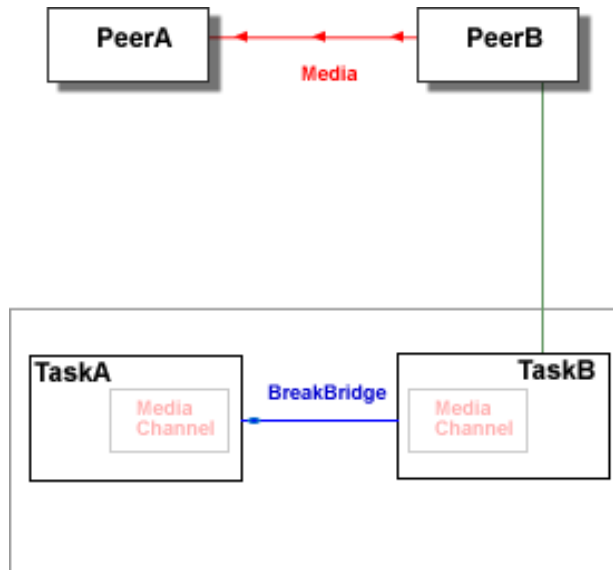 PeerA
PeerB
Media
TaskA
TaskB
BreakBridge
Media
Channel
Media
Channel